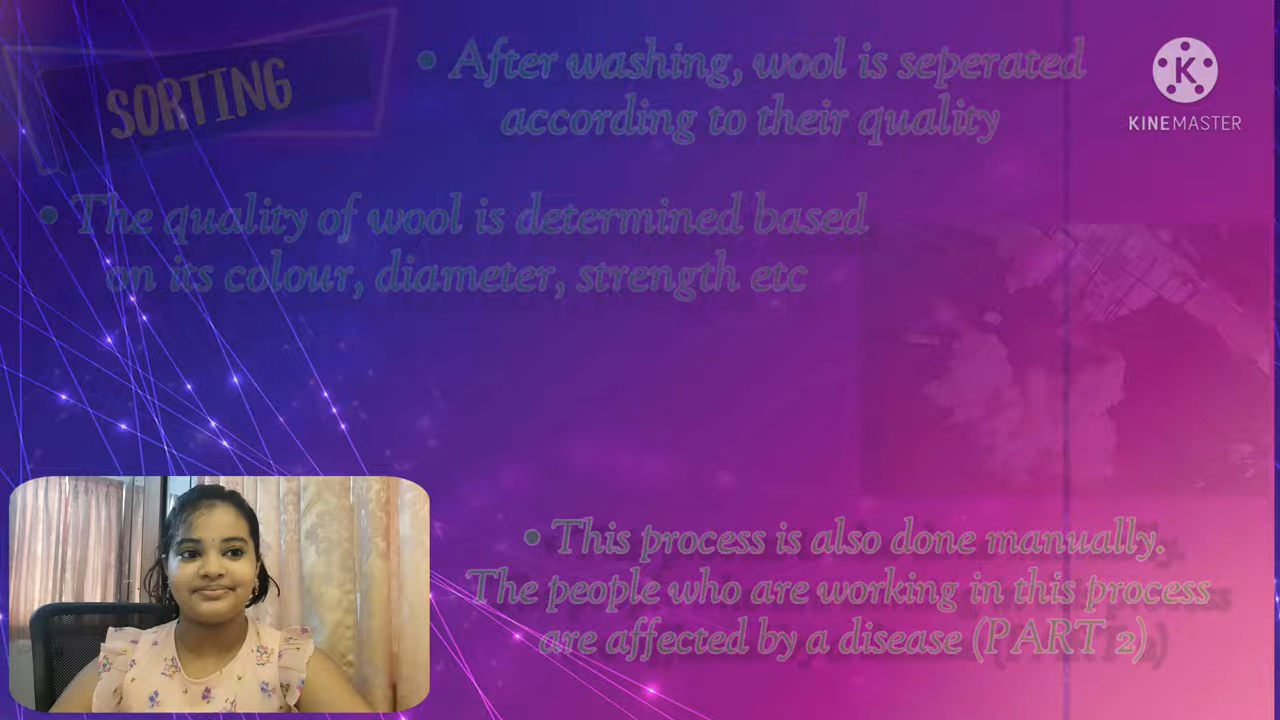 SORTING
• After washing, wool is seperated
according to their quality
• The quality of wool is determined based
on its colour, diameter, strength etc
• This process is also done manually.
The people who are working in this process
are affected by a disease (PART 2)
K
KINEMASTER